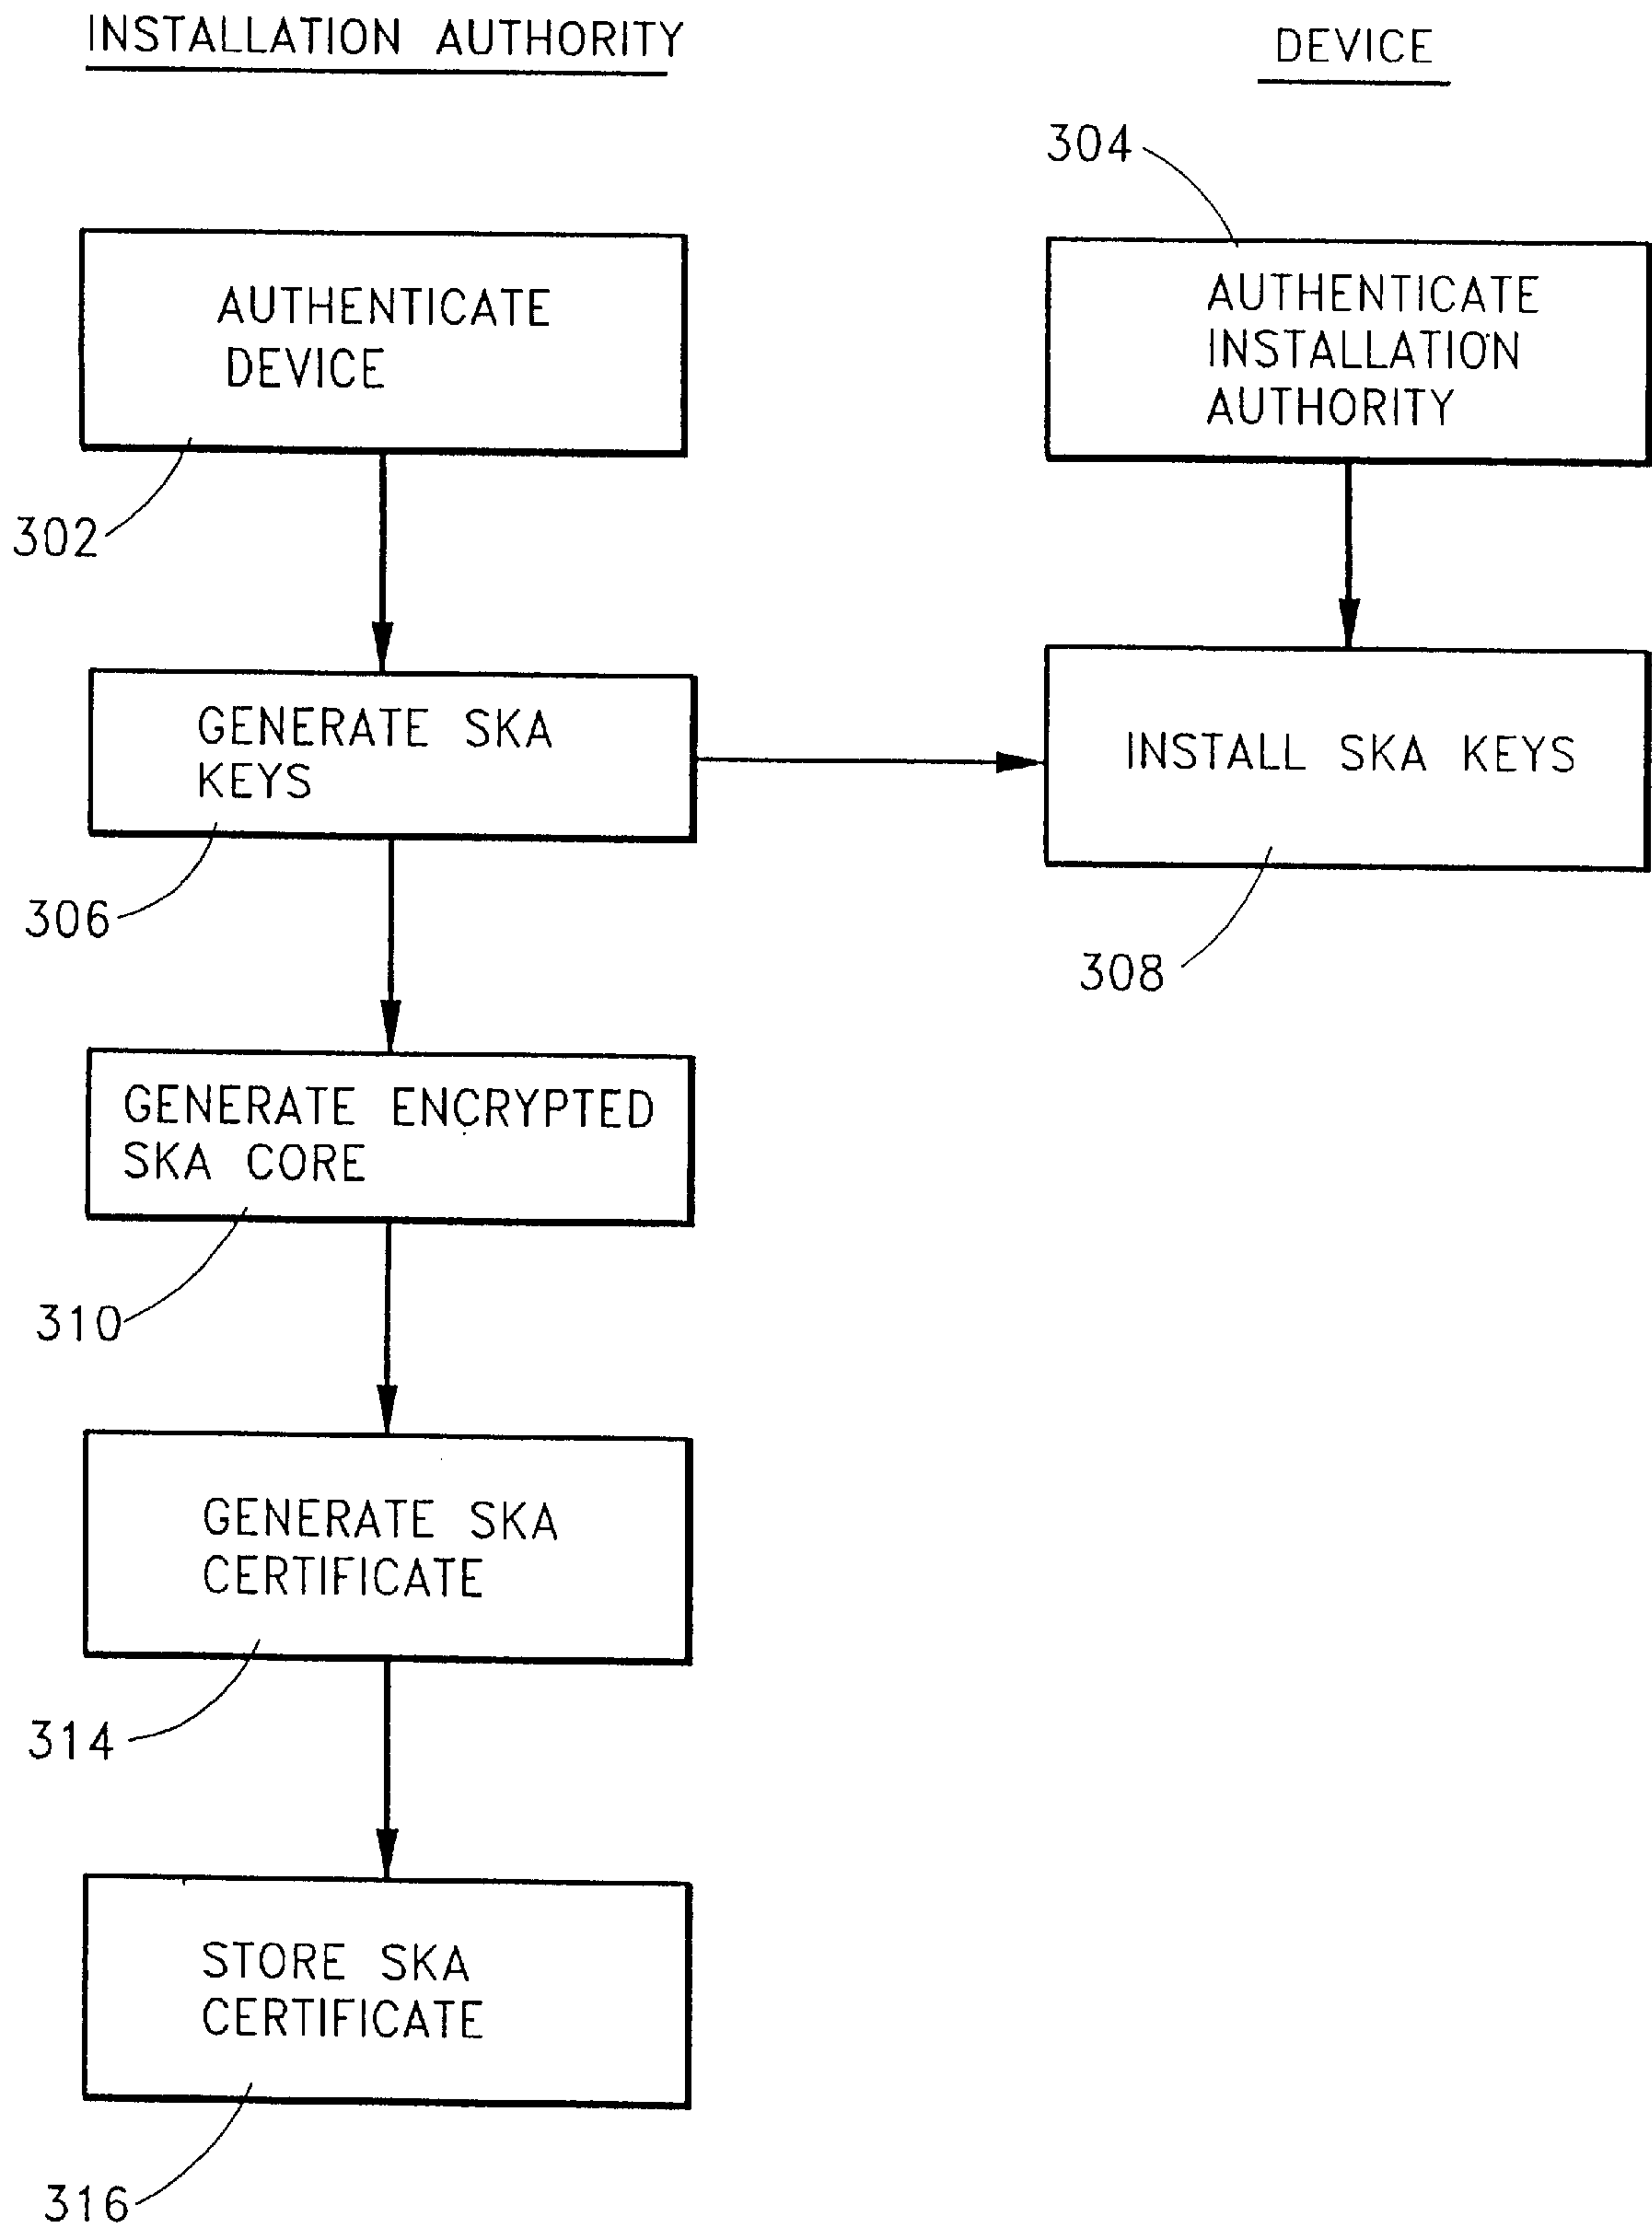 INSTALLATION AUTHORITY
DEVICE
304
AUTHENTICATE
DEVICE
AUTHENTICATE
INSTALLATION
AUTHORITY
302
GENERATE SKA
KEYS
INSTALL SKA KEYS
306
308
GENERATE ENCRYPTED
SKA CORE
310
GENERATE SKA
CERTIFICATE
314
STORE SKA
CERTIFICATE
316